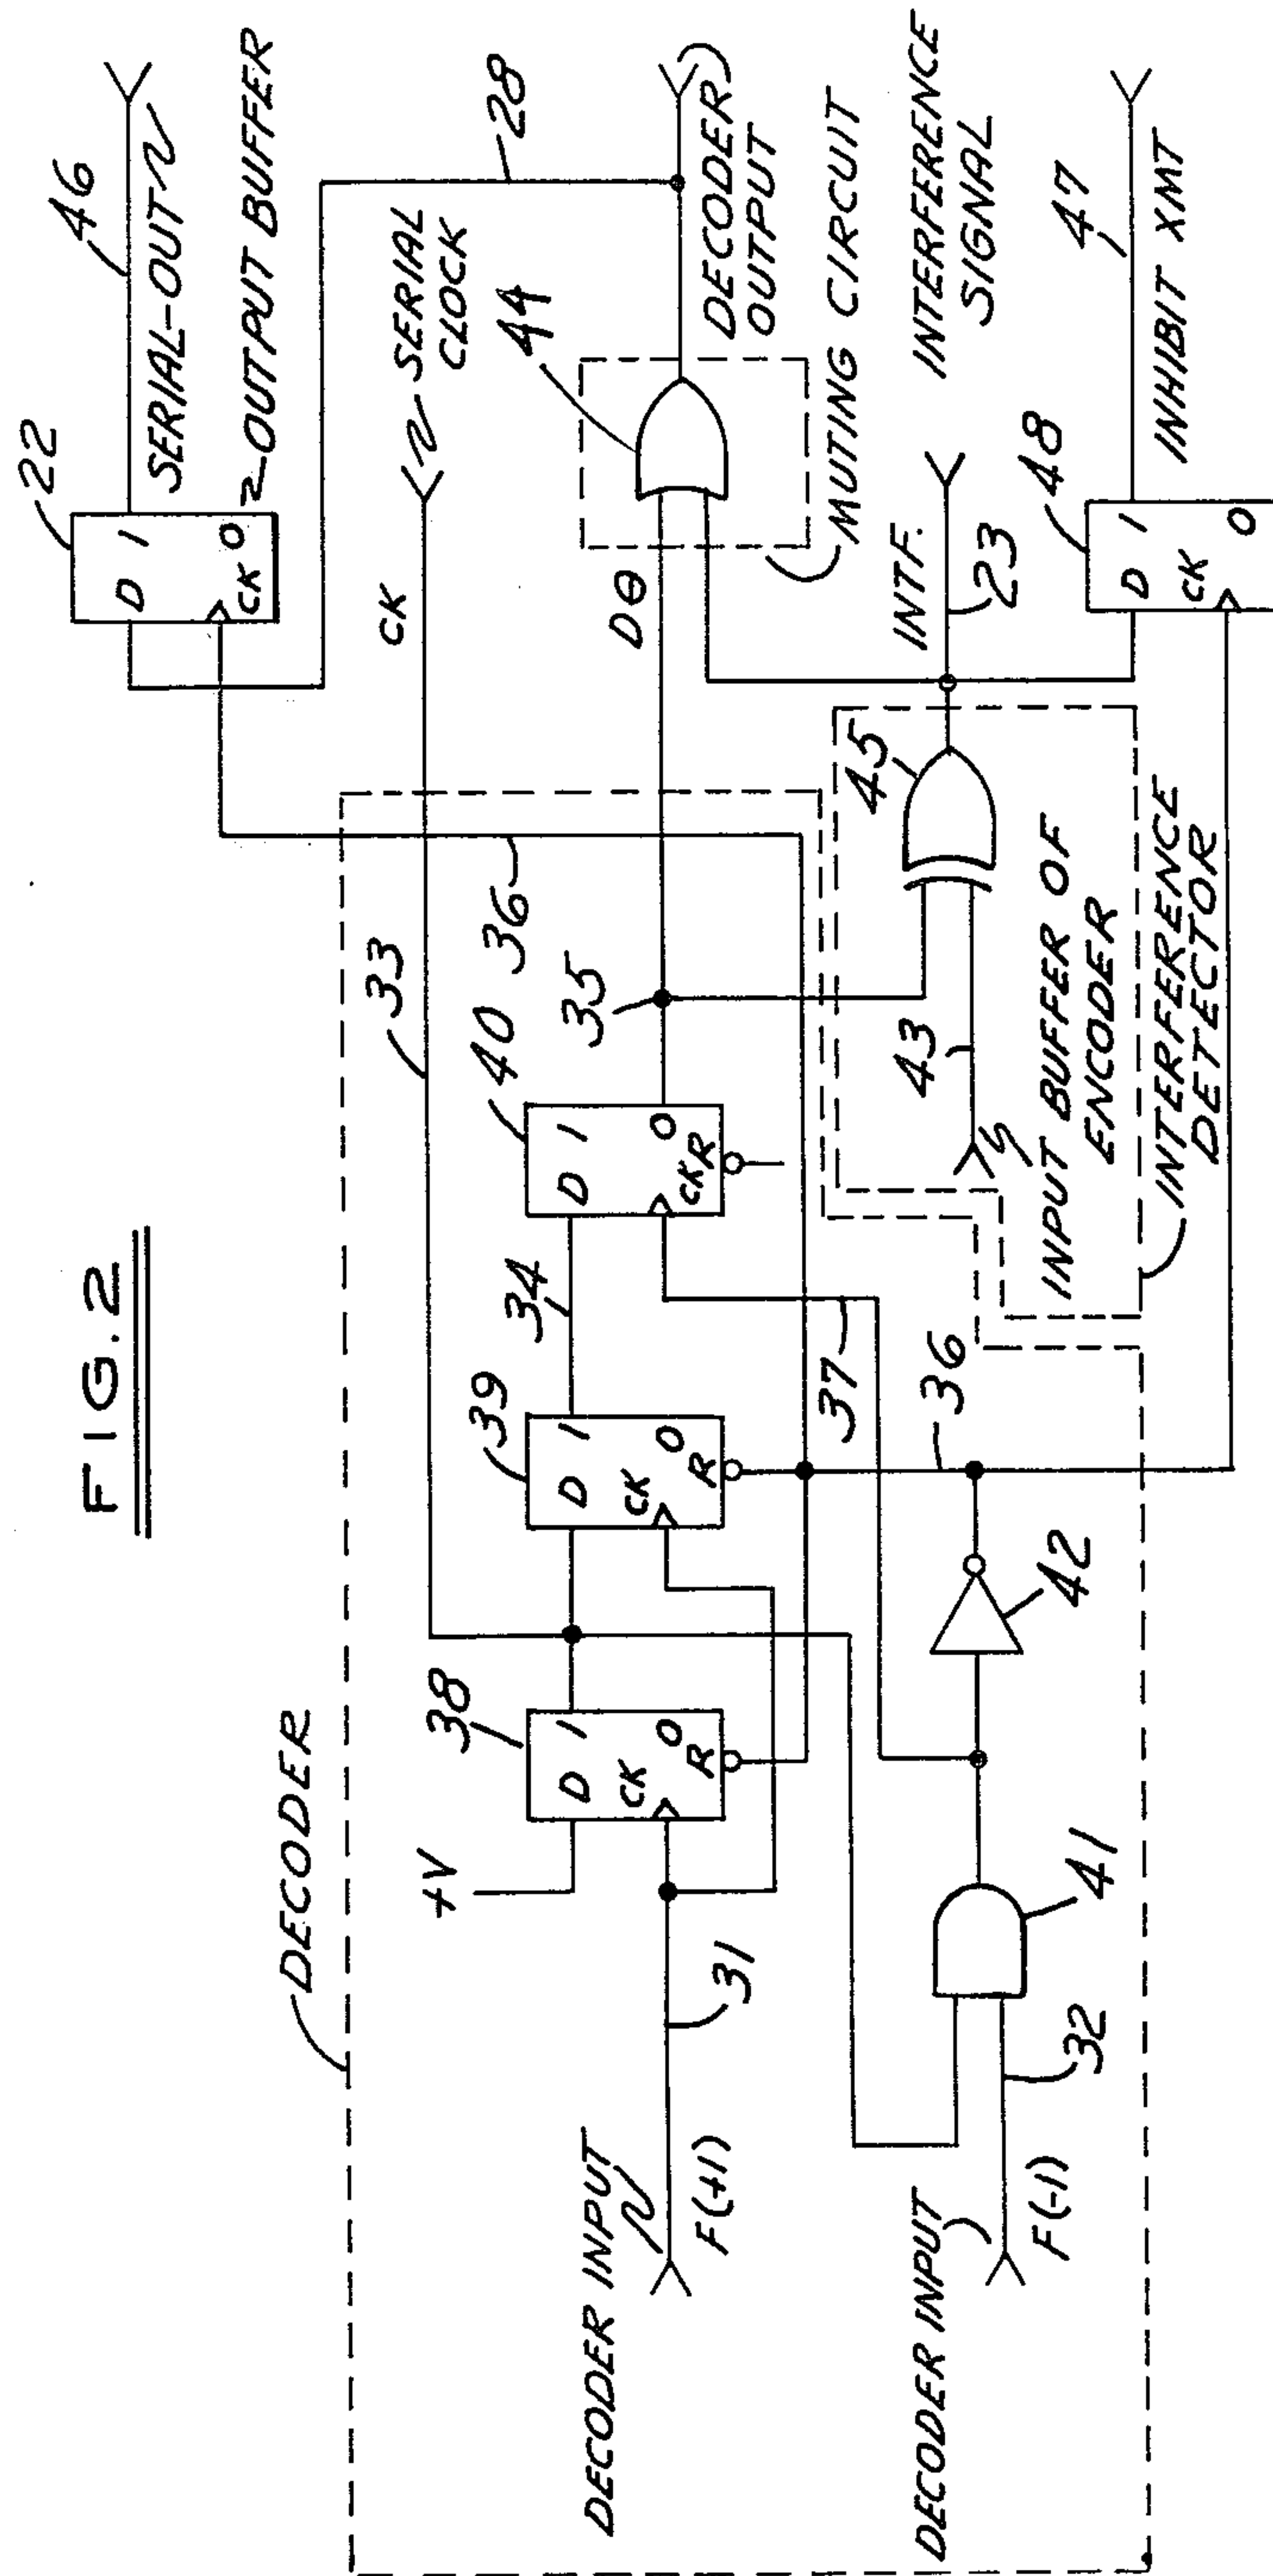 FIG.2
DECODER
+V
DECODER INPUT
F(+1)
31
DECODER INPUT
F(-1)
32
41
42
38
D 1
CK
0
R
39
D 1
CK
0
R
34
40
D 1
0
CK R
33
35
36
37
36
CK
SERIAL
CLOCK
22
D 1
CK 0
46
SERIAL-OUT
OUTPUT BUFFER
28
DΘ
44
DECODER
OUTPUT
MUTING CIRCUIT
45
43
INPUT BUFFER OF
ENCODER
INTERFERENCE
DETECTOR
INTF.
23
INTERFERENCE
SIGNAL
48
D 1
CK
0
47
INHIBIT XMT